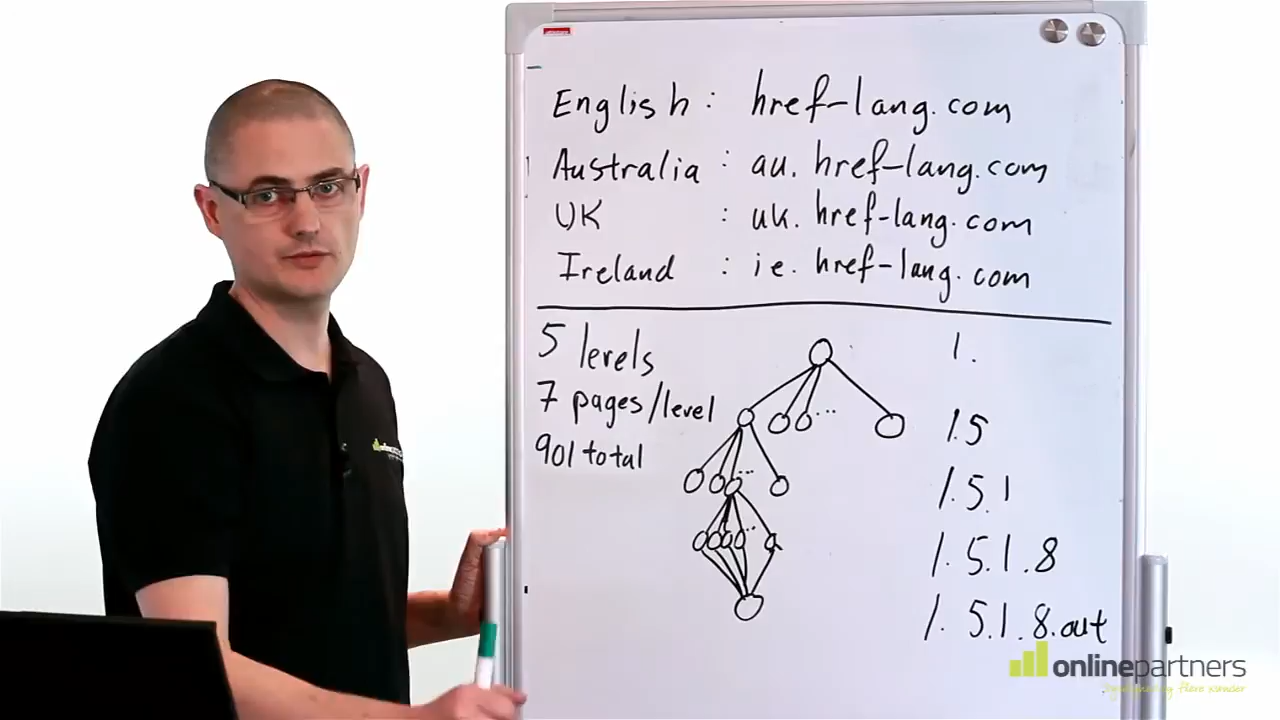 English : href-lang.com
Australia : au. href-lang.com
UK : uk. href-lang.com
Ireland : ie. href-lang.com
5 levels
7 pages/level
901 total
1.
1.5
1.5.1
1.5.1.8
1.5.1.8.out
onlinepartners